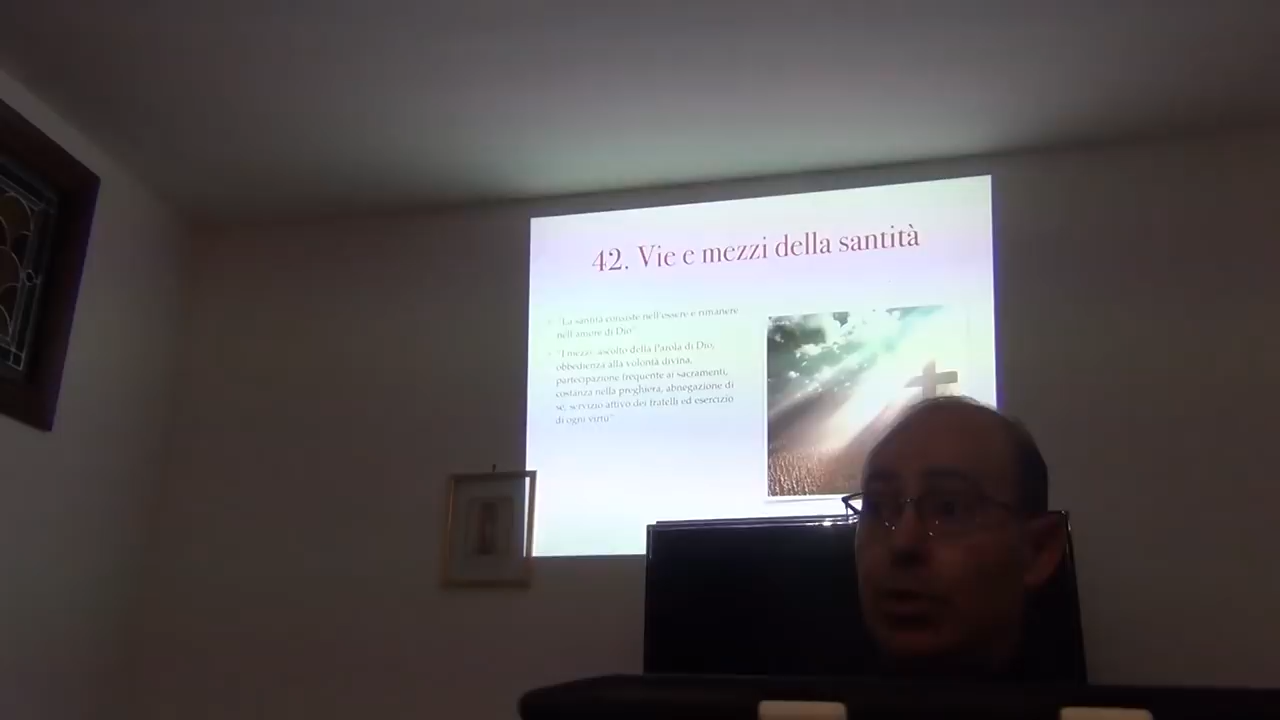 42. Vie e mezzi della santità
"La santità consiste nell'essere e rimanere
nell'amore di Dio"
"I mezzi: ascolto della Parola di Dio,
obbedienza alla volontà divina,
partecipazione frequente ai sacramenti,
costanza nella preghiera, abnegazione di
sé, servizio attivo dei fratelli ed esercizio
di ogni virtù"